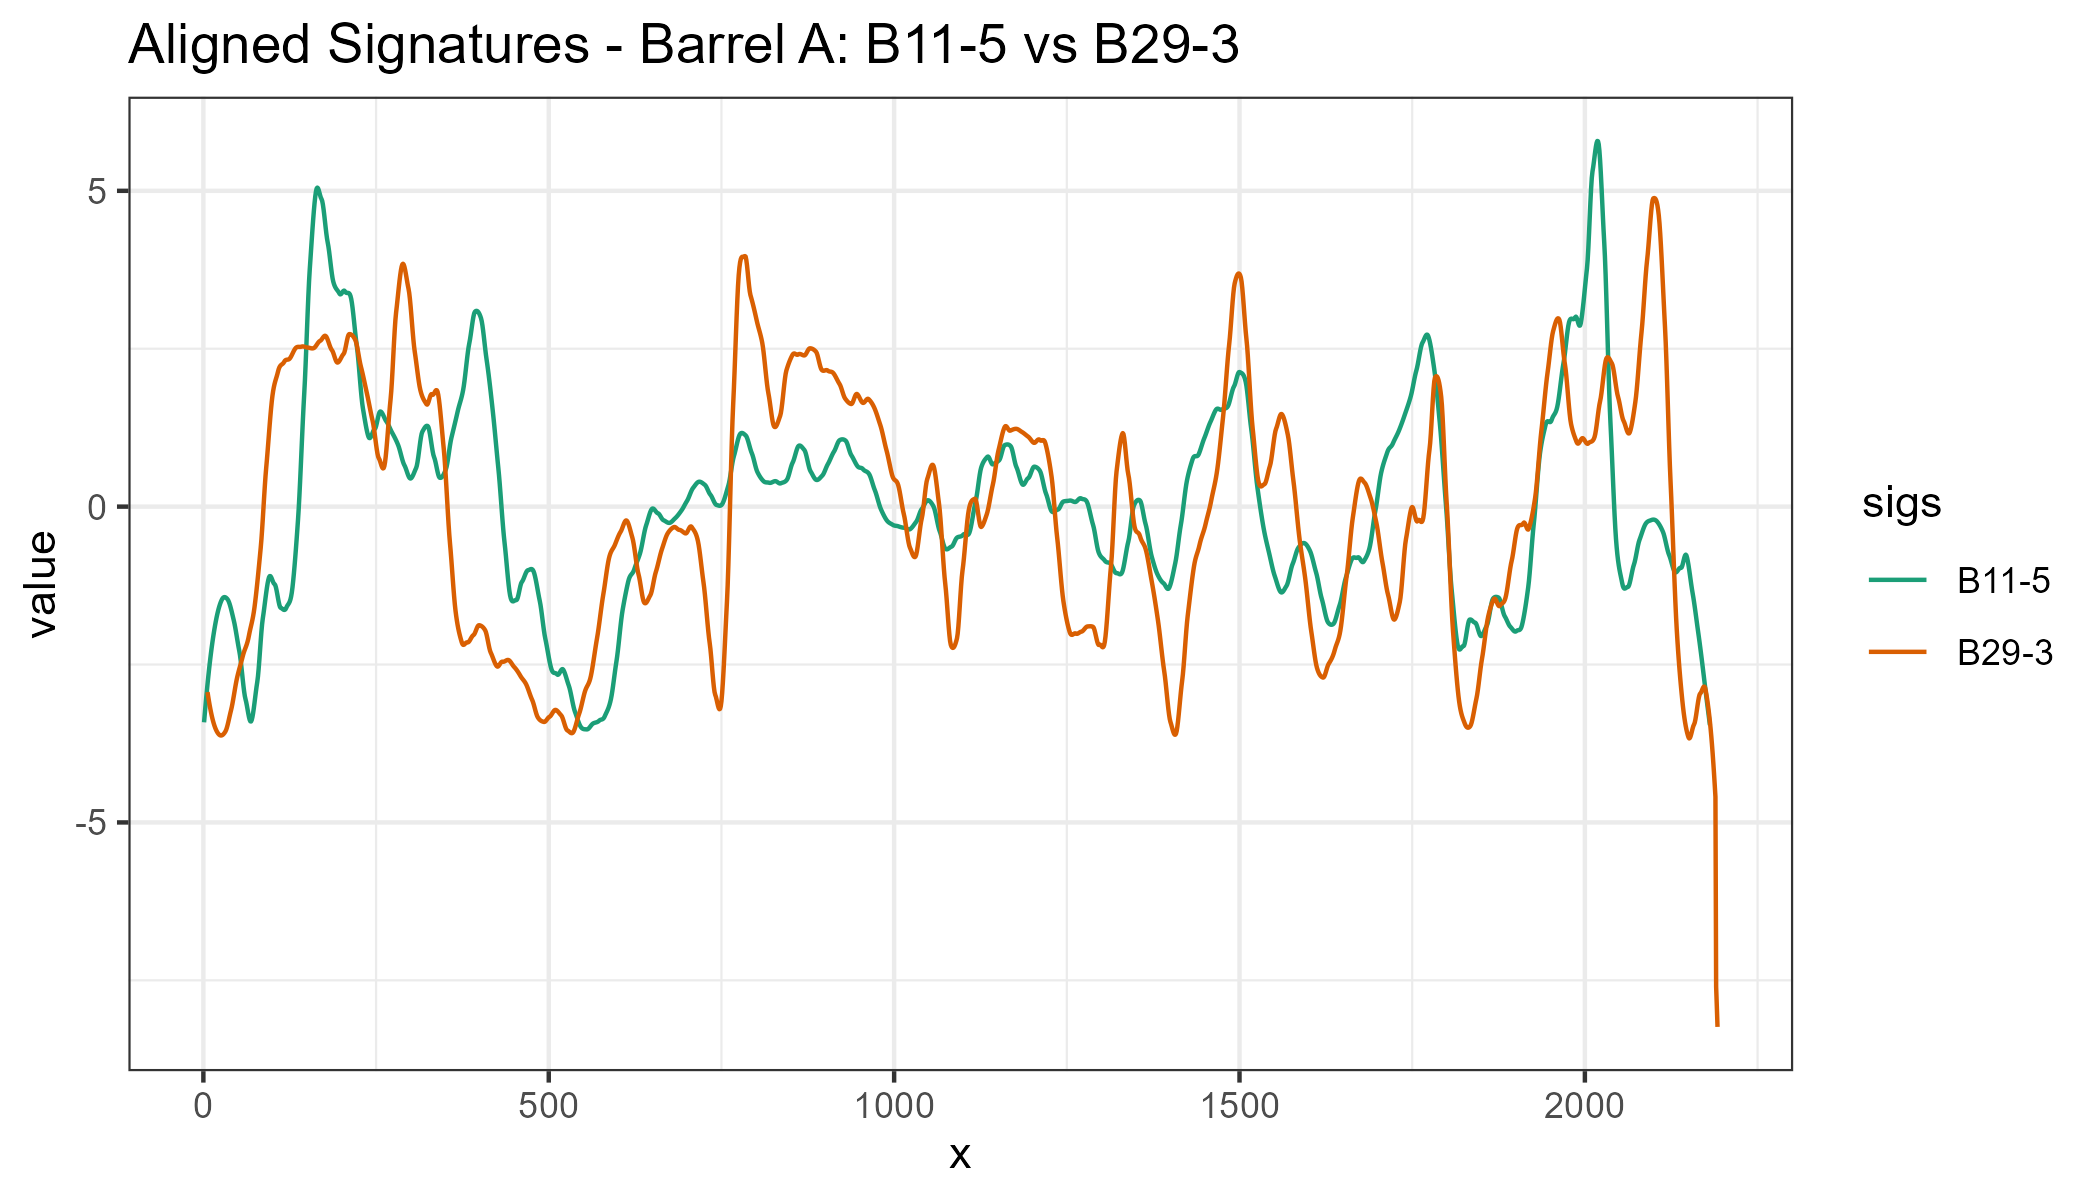 Aligned Signatures - Barrel A: B11-5 vs B29-3
5
0
-5
value
0 500 1000 1500 2000
x
sigs
B11-5
B29-3